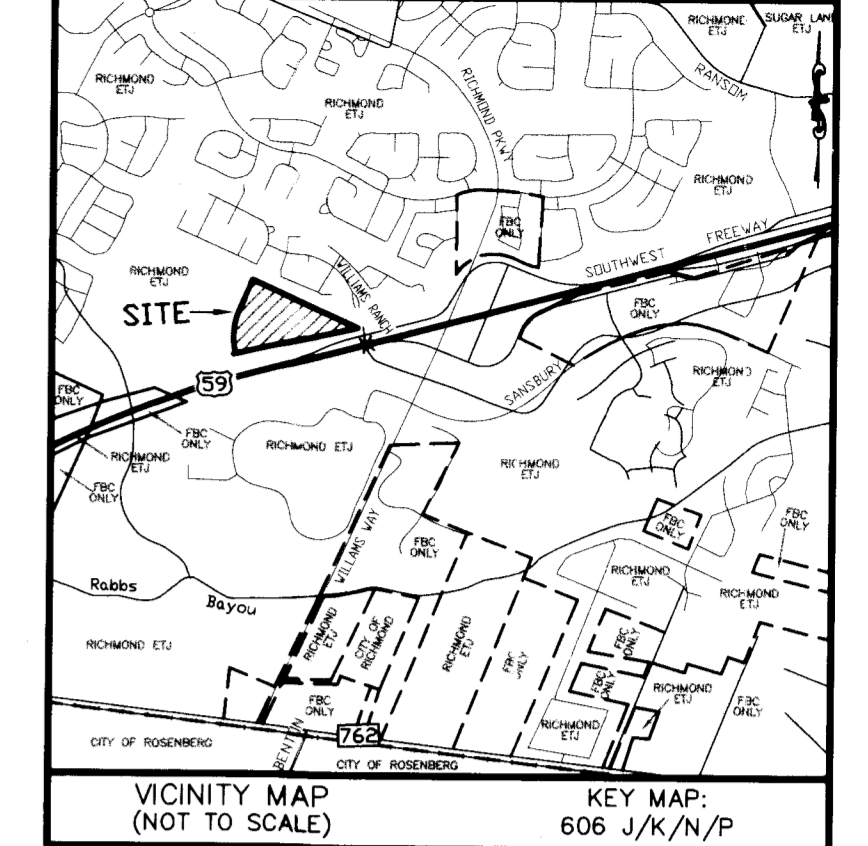 RICHMOND
ETJ
SUGAR LAND
ETJ
RANSOM
RICHMOND
ETJ
RICHMOND
ETJ
RICHMOND PKWY
RICHMOND
ETJ
FBC
ONLY
SOUTHWEST FREEWAY
RICHMOND
ETJ
WILLIAMS RANCH
SITE
FBC
ONLY
59
SANSBURY
RICHMOND
ETJ
FBC
ONLY
FBC
ONLY
RICHMOND ETJ
RICHMOND
ETJ
RICHMOND
ETJ
FBC
ONLY
FBC
ONLY
FBC
ONLY
WILLAMS WAY
FBC
ONLY
RICHMOND
ETJ
RICHMOND
ETJ
Rabbs
Bayou
RICHMOND
ETJ
CITY OF
RICHMOND
RICHMOND
ETJ
FBC
ONLY
FBC
ONLY
RICHMOND ETJ
FBC
ONLY
RICHMOND
ETJ
FBC
ONLY
FBC
ONLY
RICHMOND
ETJ
762
BENTON
CITY OF ROSENBERG
CITY OF ROSENBERG
VICINITY MAP
(NOT TO SCALE)
KEY MAP:
606 J/K/N/P